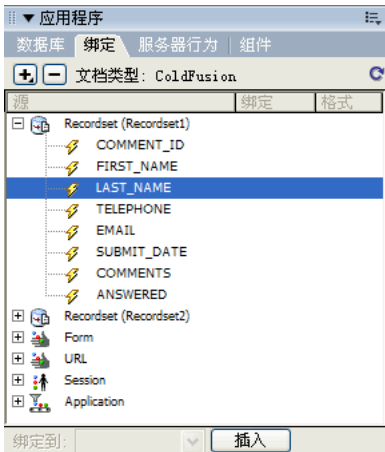 ▼ 应用程序
数据库 绑定 服务器行为 组件
文档类型: ColdFusion
源 绑定 格式
Recordset (Recordset1)
COMMENT_ID
FIRST_NAME
LAST_NAME
TELEPHONE
EMAIL
SUBMIT_DATE
COMMENTS
ANSWERED
Recordset (Recordset2)
Form
URL
Session
Application
绑定到: 插入